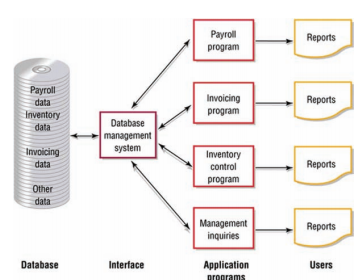 Payroll
data
Inventory
data
Invoicing
data
Other
data
Database
management
system
Payroll
program
Reports
Invoicing
program
Reports
Inventory
control
program
Reports
Management
inquiries
Reports
Database
Interface
Application
programs
Users